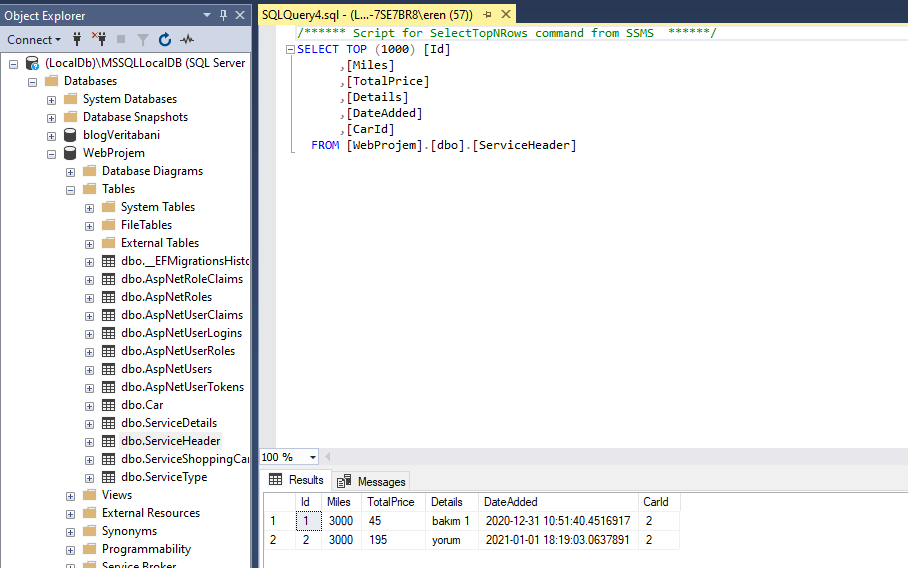 Object Explorer
SQLQuery4.sql - (L...-7SE7BR8\eren (57))
Connect
(LocalDb)\MSSQLLocalDB (SQL Server
Databases
System Databases
Database Snapshots
blogVeritabani
WebProjem
Database Diagrams
Tables
System Tables
FileTables
External Tables
dbo.__EFMigrationsHisto
dbo.AspNetRoleClaims
dbo.AspNetRoles
dbo.AspNetUserClaims
dbo.AspNetUserLogins
dbo.AspNetUserRoles
dbo.AspNetUsers
dbo.AspNetUserTokens
dbo.Car
dbo.ServiceDetails
dbo.ServiceHeader
dbo.ServiceShoppingCar
dbo.ServiceType
Views
External Resources
Synonyms
Programmability
Service Broker
/****** Script for SelectTopNRows command from SSMS  ******/
SELECT TOP (1000) [Id]
,[Miles]
,[TotalPrice]
,[Details]
,[DateAdded]
,[CarId]
FROM [WebProjem].[dbo].[ServiceHeader]
100 %
Results Messages
Id Miles TotalPrice Details DateAdded CarId
1 1 3000 45 bakım 1 2020-12-31 10:51:40.4516917 2
2 2 3000 195 yorum 2021-01-01 18:19:03.0637891 2